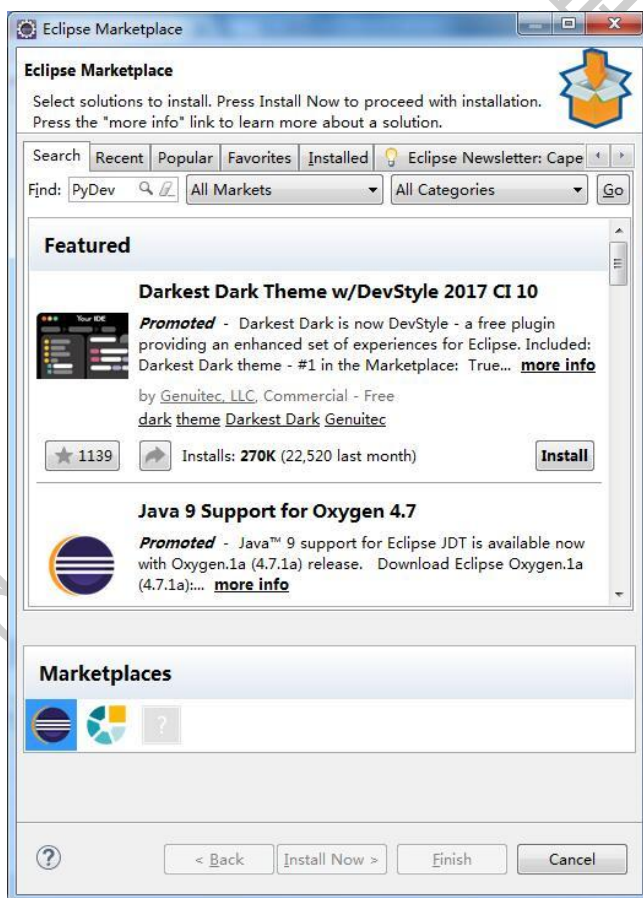 Eclipse Marketplace
Eclipse Marketplace
Select solutions to install. Press Install Now to proceed with installation.
Press the "more info" link to learn more about a solution.
Search Recent Popular Favorites Installed Eclipse Newsletter: Cape
Find: PyDev All Markets All Categories Go
Featured
Darkest Dark Theme w/DevStyle 2017 CI 10
Promoted - Darkest Dark is now DevStyle - a free plugin
providing an enhanced set of experiences for Eclipse. Included:
Darkest Dark theme - #1 in the Marketplace: True... more info
by Genuitec, LLC, Commercial - Free
dark theme Darkest Dark Genuitec
1139 Installs: 270K (22,520 last month) Install
Java 9 Support for Oxygen 4.7
Promoted - Java™ 9 support for Eclipse JDT is available now
with Oxygen.1a (4.7.1a) release. Download Eclipse Oxygen.1a
(4.7.1a):... more info
Marketplaces
?
? < Back Install Now > Finish Cancel